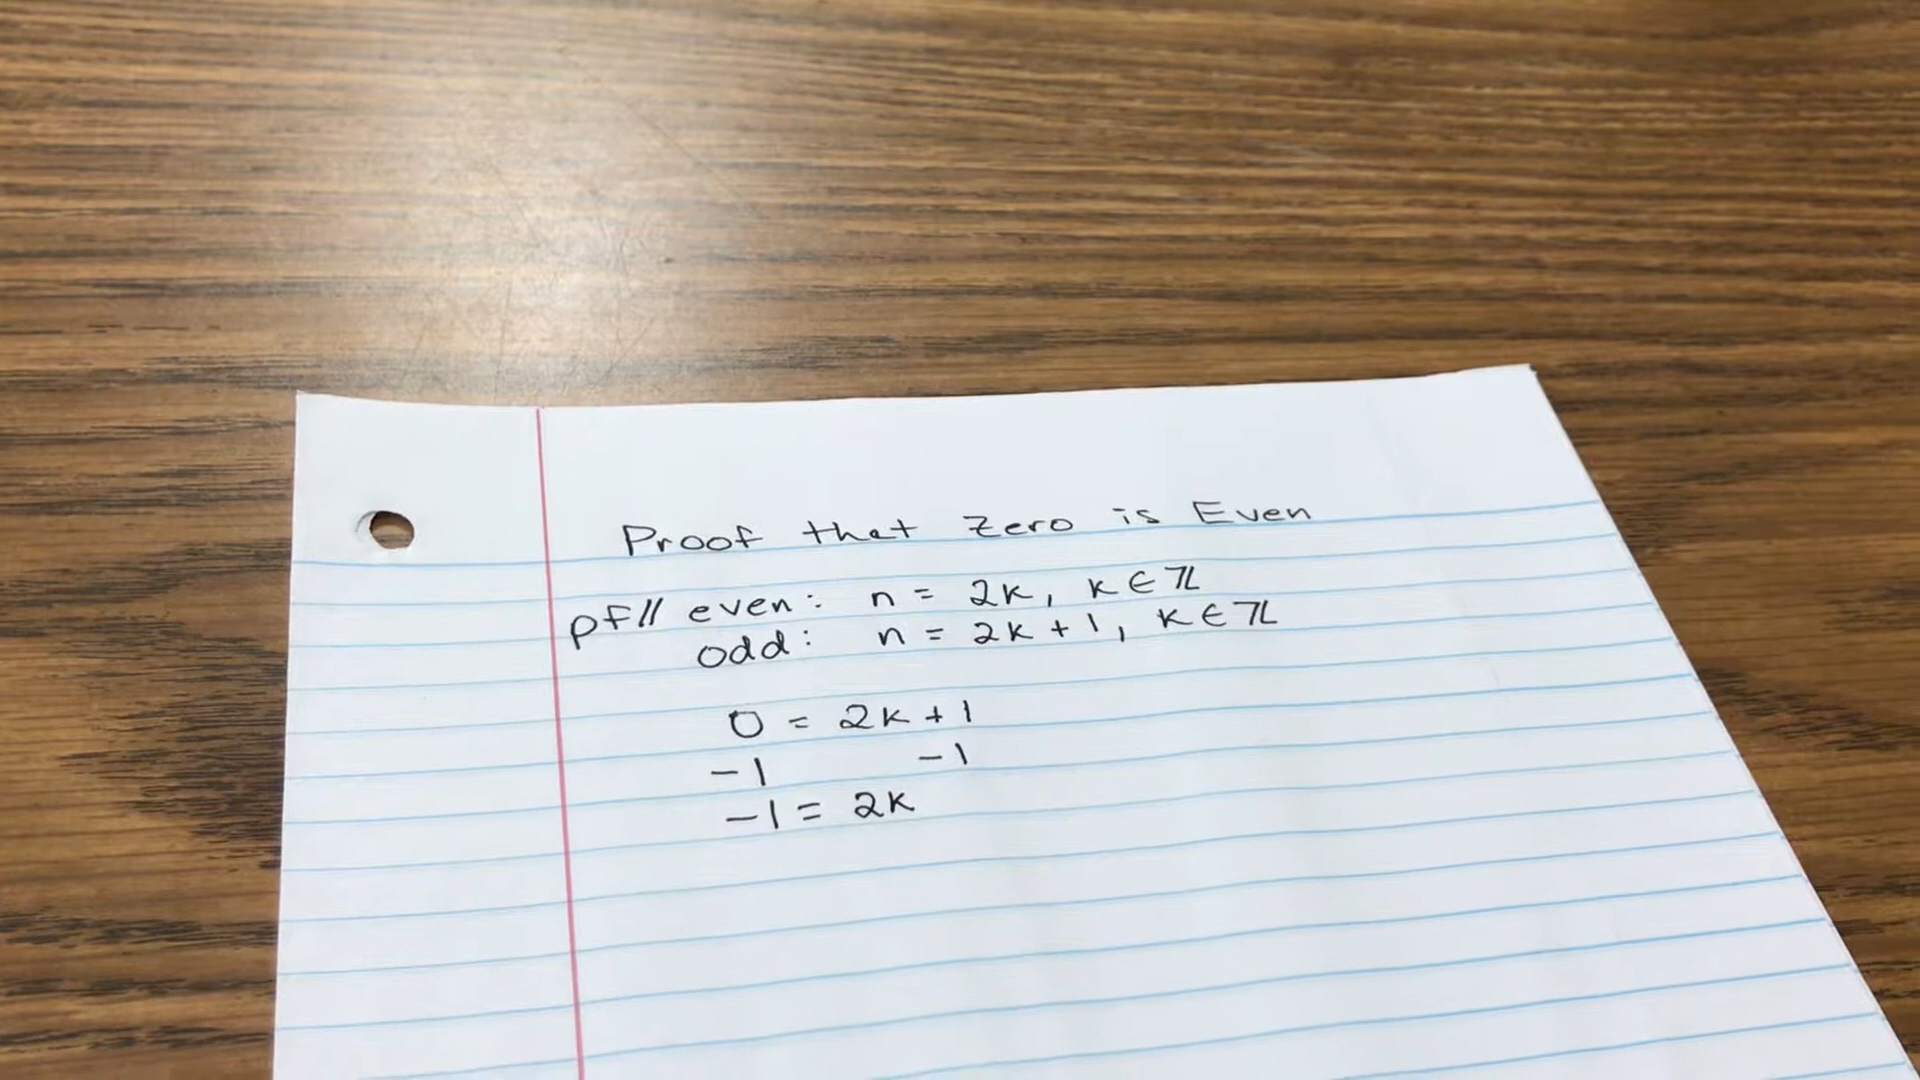 Proof that Zero is Even
pf// even: n = 2k, k ∈ ℤ
odd: n = 2k + 1, k ∈ ℤ
0 = 2k + 1
-1 -1
-1 = 2k